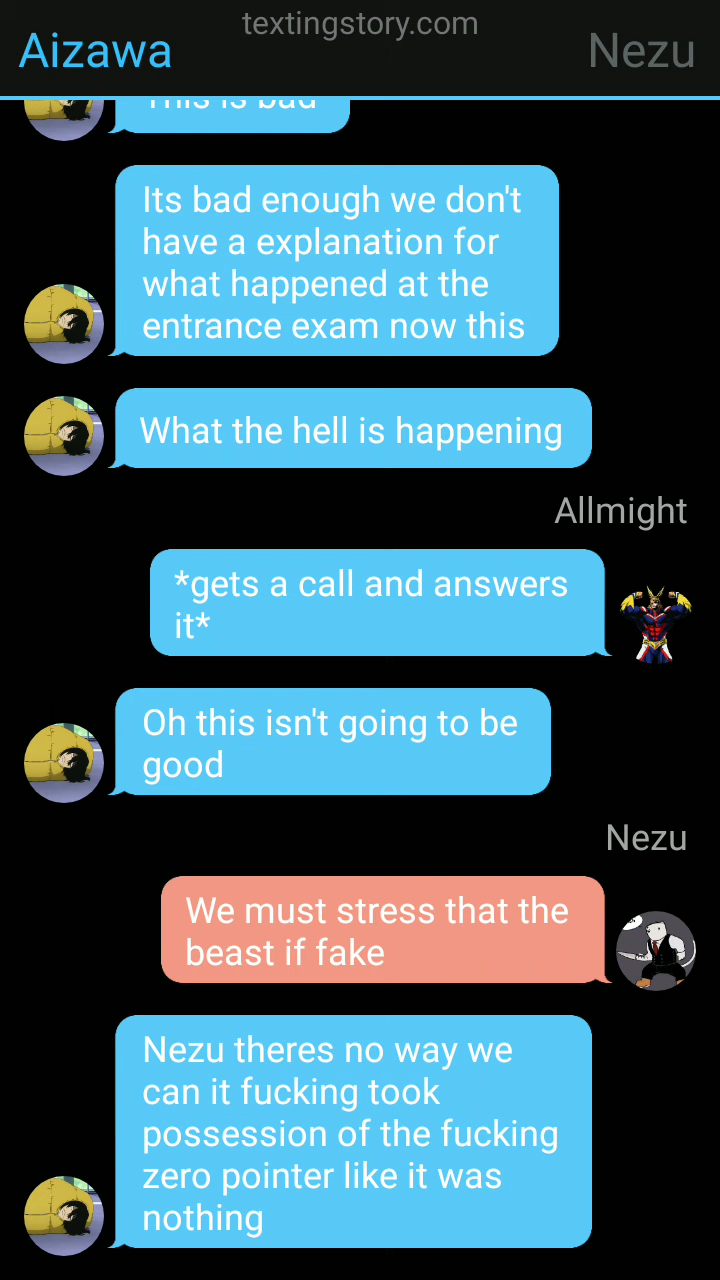 textingstory.com
Aizawa
Nezu
This is bad
Its bad enough we don't
have a explanation for
what happened at the
entrance exam now this
What the hell is happening
Allmight
*gets a call and answers
it*
Oh this isn't going to be
good
Nezu
We must stress that the
beast if fake
Nezu theres no way we
can it fucking took
possession of the fucking
zero pointer like it was
nothing